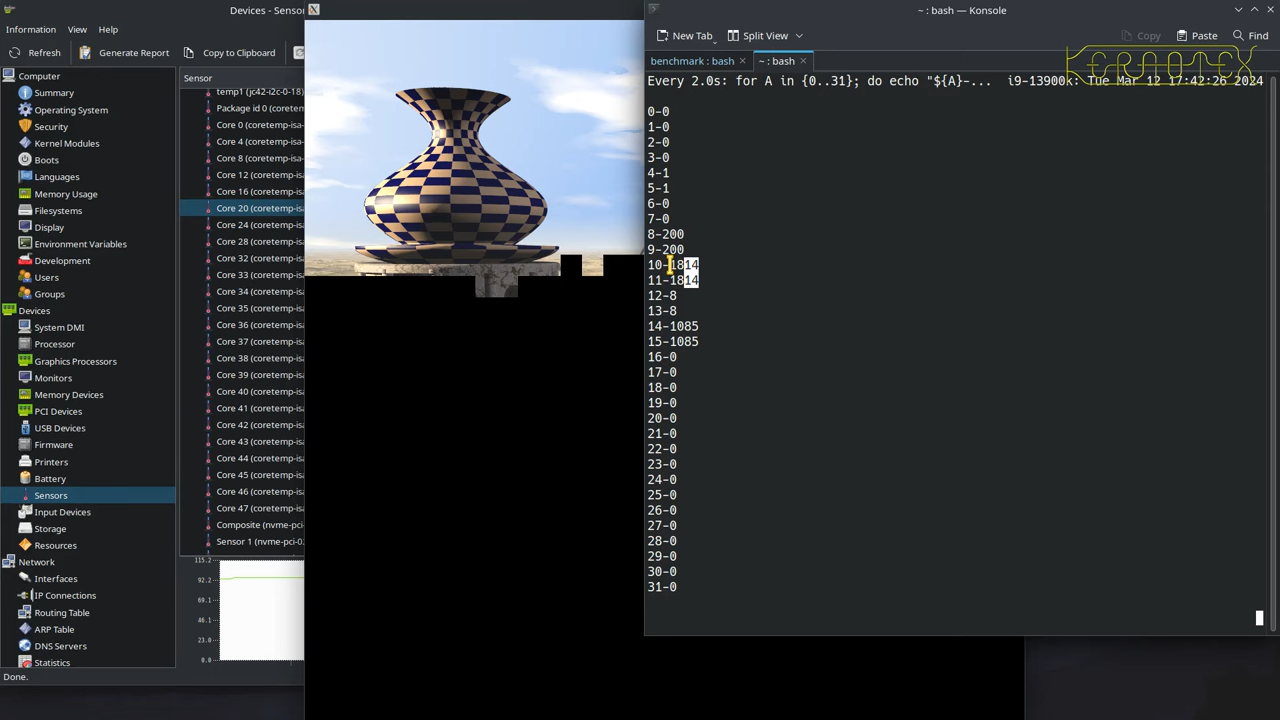 Devices - Sensor
Information View Help
Refresh Generate Report Copy to Clipboard
Computer
Summary
Operating System
Security
Kernel Modules
Boots
Languages
Memory Usage
Filesystems
Display
Environment Variables
Development
Users
Groups
Devices
System DMI
Processor
Graphics Processors
Monitors
Memory Devices
PCI Devices
USB Devices
Firmware
Printers
Battery
Sensors
Input Devices
Storage
Resources
Network
Interfaces
IP Connections
Routing Table
ARP Table
DNS Servers
Statistics
Done.
Sensor
temp1 (jc42-i2c-0-18)
Package id 0 (coretem
Core 0 (coretemp-isa-
Core 4 (coretemp-isa-
Core 8 (coretemp-isa-
Core 12 (coretemp-isa
Core 16 (coretemp-isa
Core 20 (coretemp-isa
Core 24 (coretemp-isa
Core 28 (coretemp-isa
Core 32 (coretemp-isa
Core 33 (coretemp-isa
Core 34 (coretemp-isa
Core 35 (coretemp-isa
Core 36 (coretemp-isa
Core 37 (coretemp-isa
Core 38 (coretemp-isa
Core 39 (coretemp-isa
Core 40 (coretemp-isa
Core 41 (coretemp-isa
Core 42 (coretemp-isa
Core 43 (coretemp-isa
Core 44 (coretemp-isa
Core 45 (coretemp-isa
Core 46 (coretemp-isa
Core 47 (coretemp-isa
Composite (nvme-pci-
Sensor 1 (nvme-pci-0
115.2
92.2
69.1
46.1
23.0
0.0
~ : bash — Konsole
New Tab Split View Copy Paste Find
benchmark : bash ~ : bash
Every 2.0s: for A in {0..31}; do echo "${A}-... i9-13900k: Tue Mar 12 17:42:26 2024
0-0
1-0
2-0
3-0
4-1
5-1
6-0
7-0
8-200
9-200
10-1814
11-1814
12-8
13-8
14-1085
15-1085
16-0
17-0
18-0
19-0
20-0
21-0
22-0
23-0
24-0
25-0
26-0
27-0
28-0
29-0
30-0
31-0